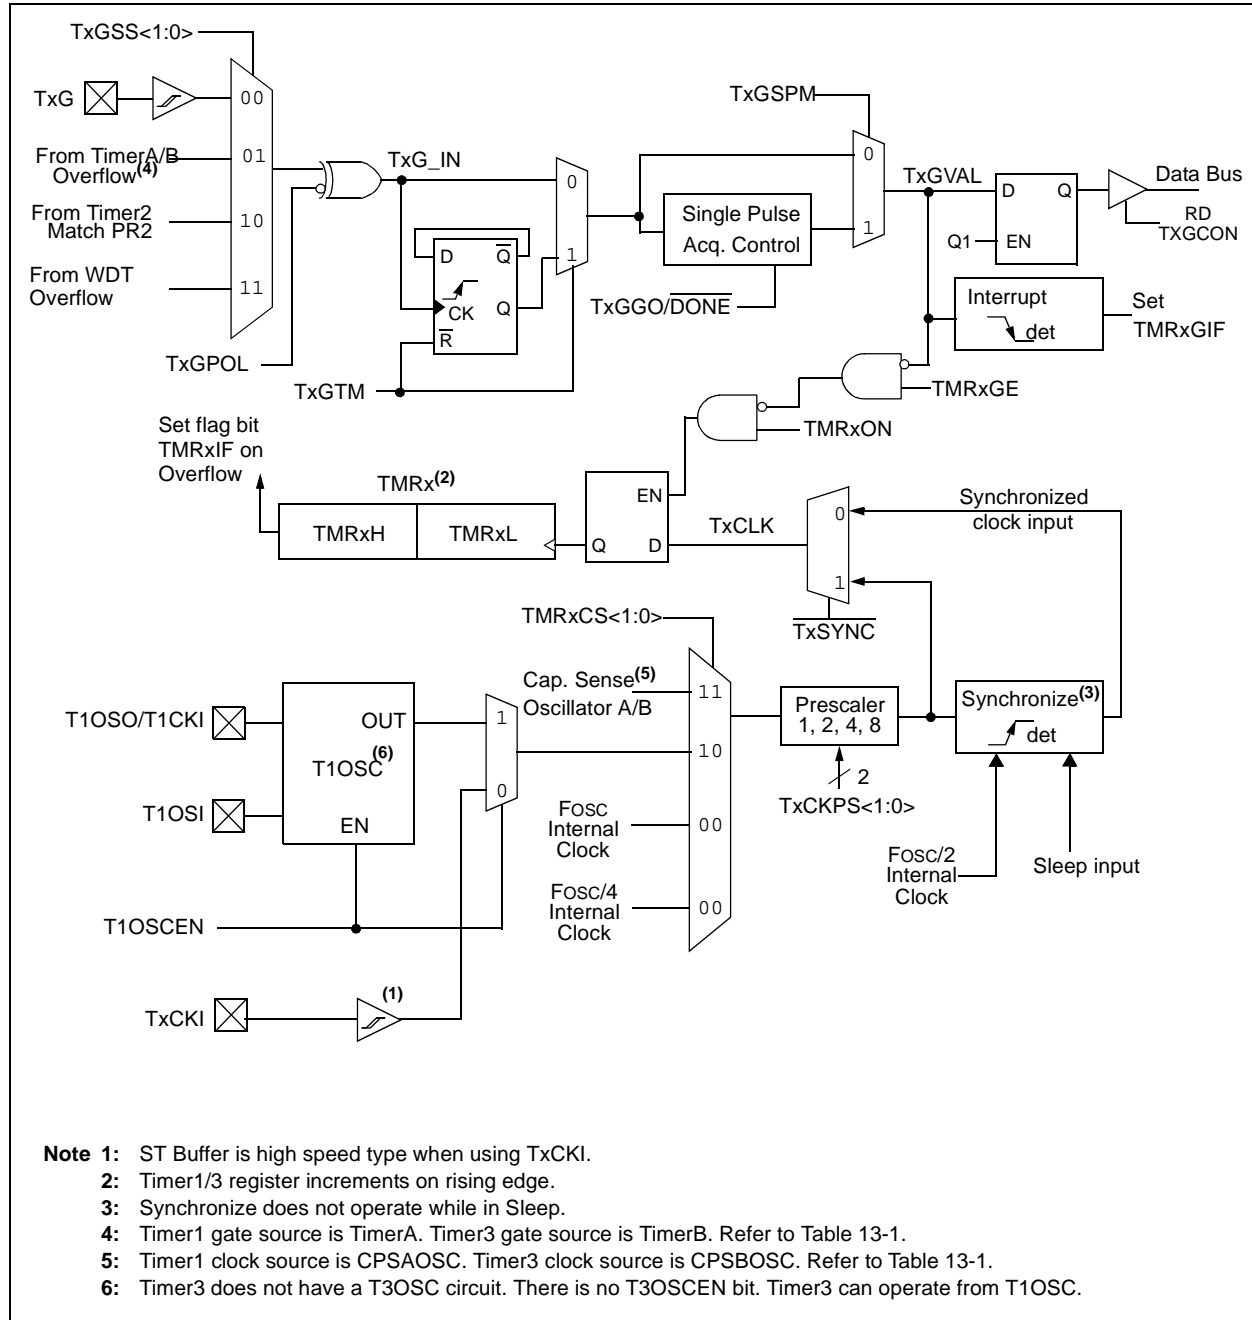 TxGSS<1:0>
TxG
00
From TimerA/B
Overflow(4)
01
From Timer2
Match PR2
10
From WDT
Overflow
11
TxGPOL
TxG_IN
0
1
D
Q
CK
Q
R
TxGTM
TxGSPM
Single Pulse
Acq. Control
TxGGO/DONE
0
1
TxGVAL
D
Q
Q1
EN
Data Bus
RD
TXGCON
Interrupt
det
Set
TMRxGIF
TMRxGE
TMRxON
Set flag bit
TMRxIF on
Overflow
TMRx(2)
TMRxH
TMRxL
EN
Q
D
TxCLK
0
1
TxSYNC
Synchronized
clock input
TMRxCS<1:0>
Cap. Sense(5)
Oscillator A/B
11
10
FOSC
Internal
Clock
00
FOSC/4
Internal
Clock
00
Prescaler
1, 2, 4, 8
2
TxCKPS<1:0>
Synchronize(3)
det
FOSC/2
Internal
Clock
Sleep input
T1OSO/T1CKI
T1OSI
OUT
T1OSC(6)
EN
1
0
T1OSCEN
TxCKI
(1)
Note 1: ST Buffer is high speed type when using TxCKI.
2: Timer1/3 register increments on rising edge.
3: Synchronize does not operate while in Sleep.
4: Timer1 gate source is TimerA. Timer3 gate source is TimerB. Refer to Table 13-1.
5: Timer1 clock source is CPSAOSC. Timer3 clock source is CPSBOSC. Refer to Table 13-1.
6: Timer3 does not have a T3OSC circuit. There is no T3OSCEN bit. Timer3 can operate from T1OSC.